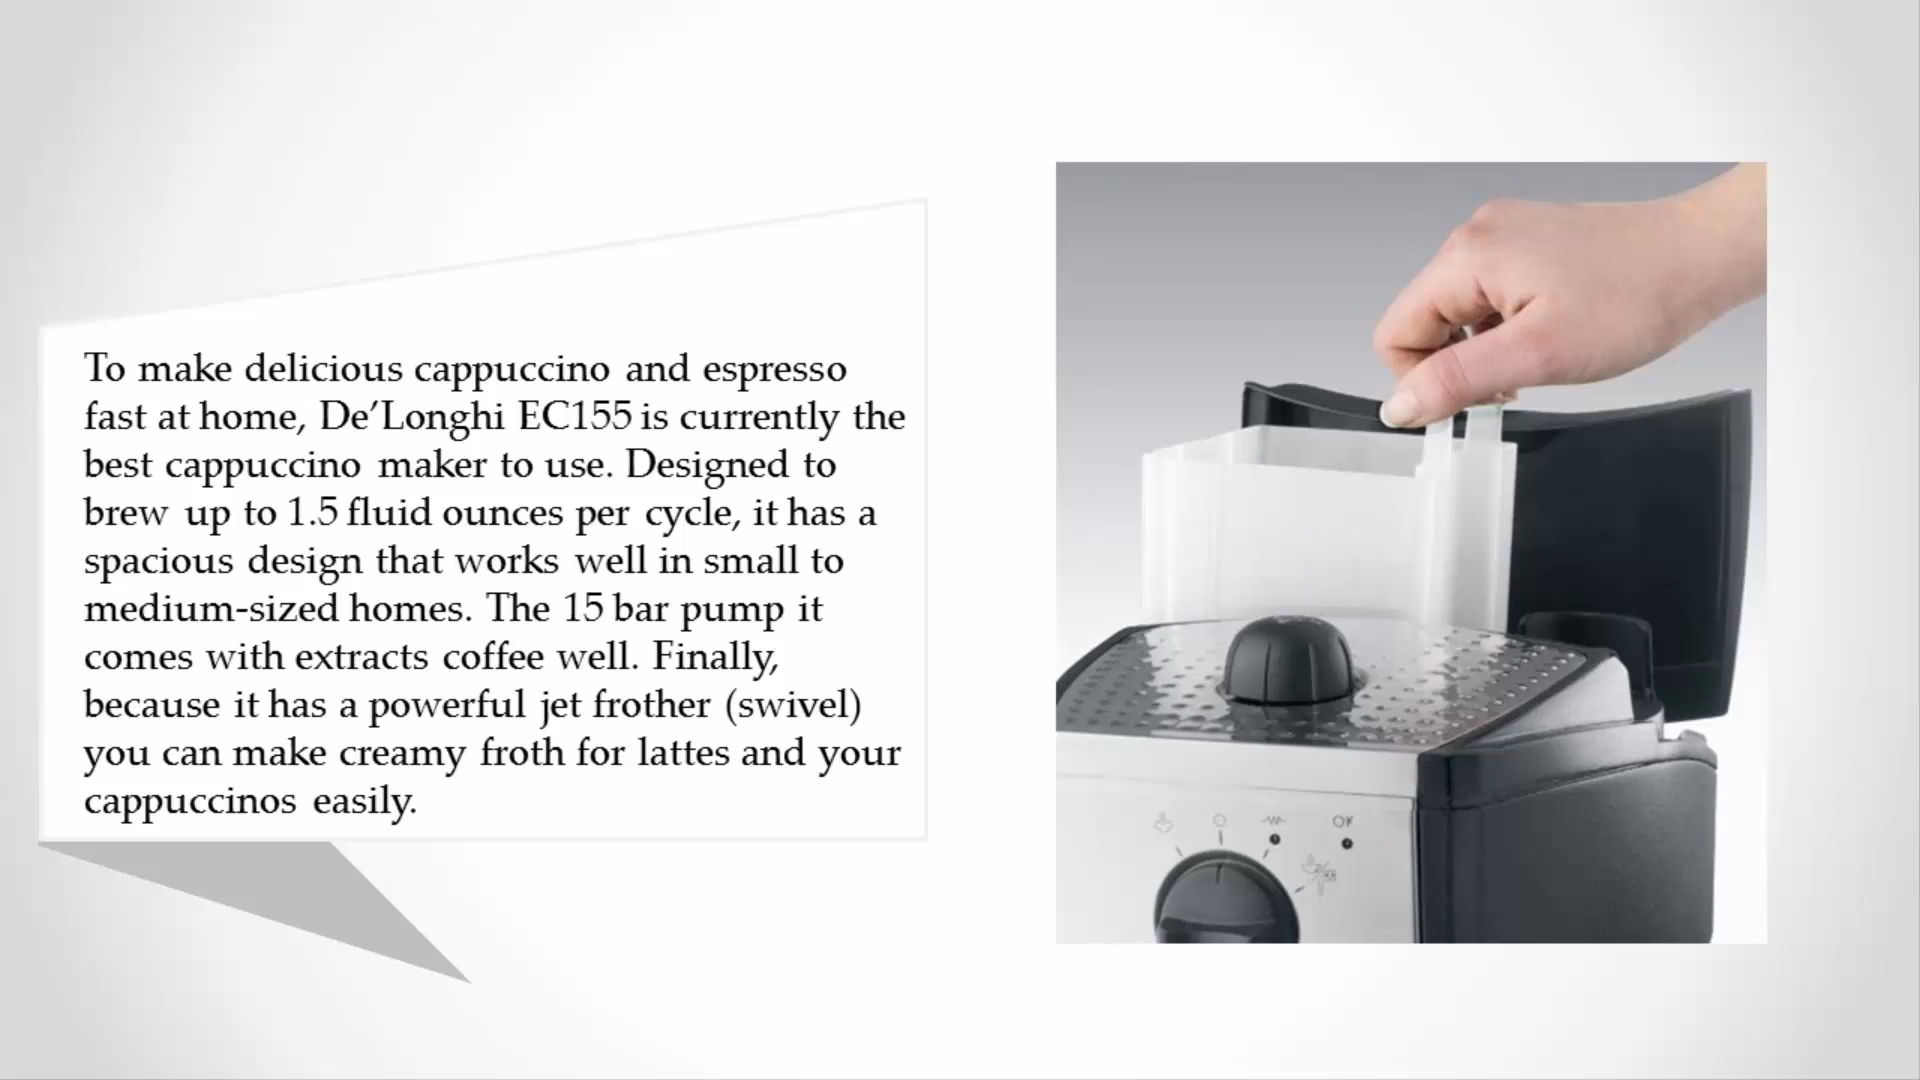 To make delicious cappuccino and espresso
fast at home, De’Longhi EC155 is currently the
best cappuccino maker to use. Designed to
brew up to 1.5 fluid ounces per cycle, it has a
spacious design that works well in small to
medium-sized homes. The 15 bar pump it
comes with extracts coffee well. Finally,
because it has a powerful jet frother (swivel)
you can make creamy froth for lattes and your
cappuccinos easily.
OK